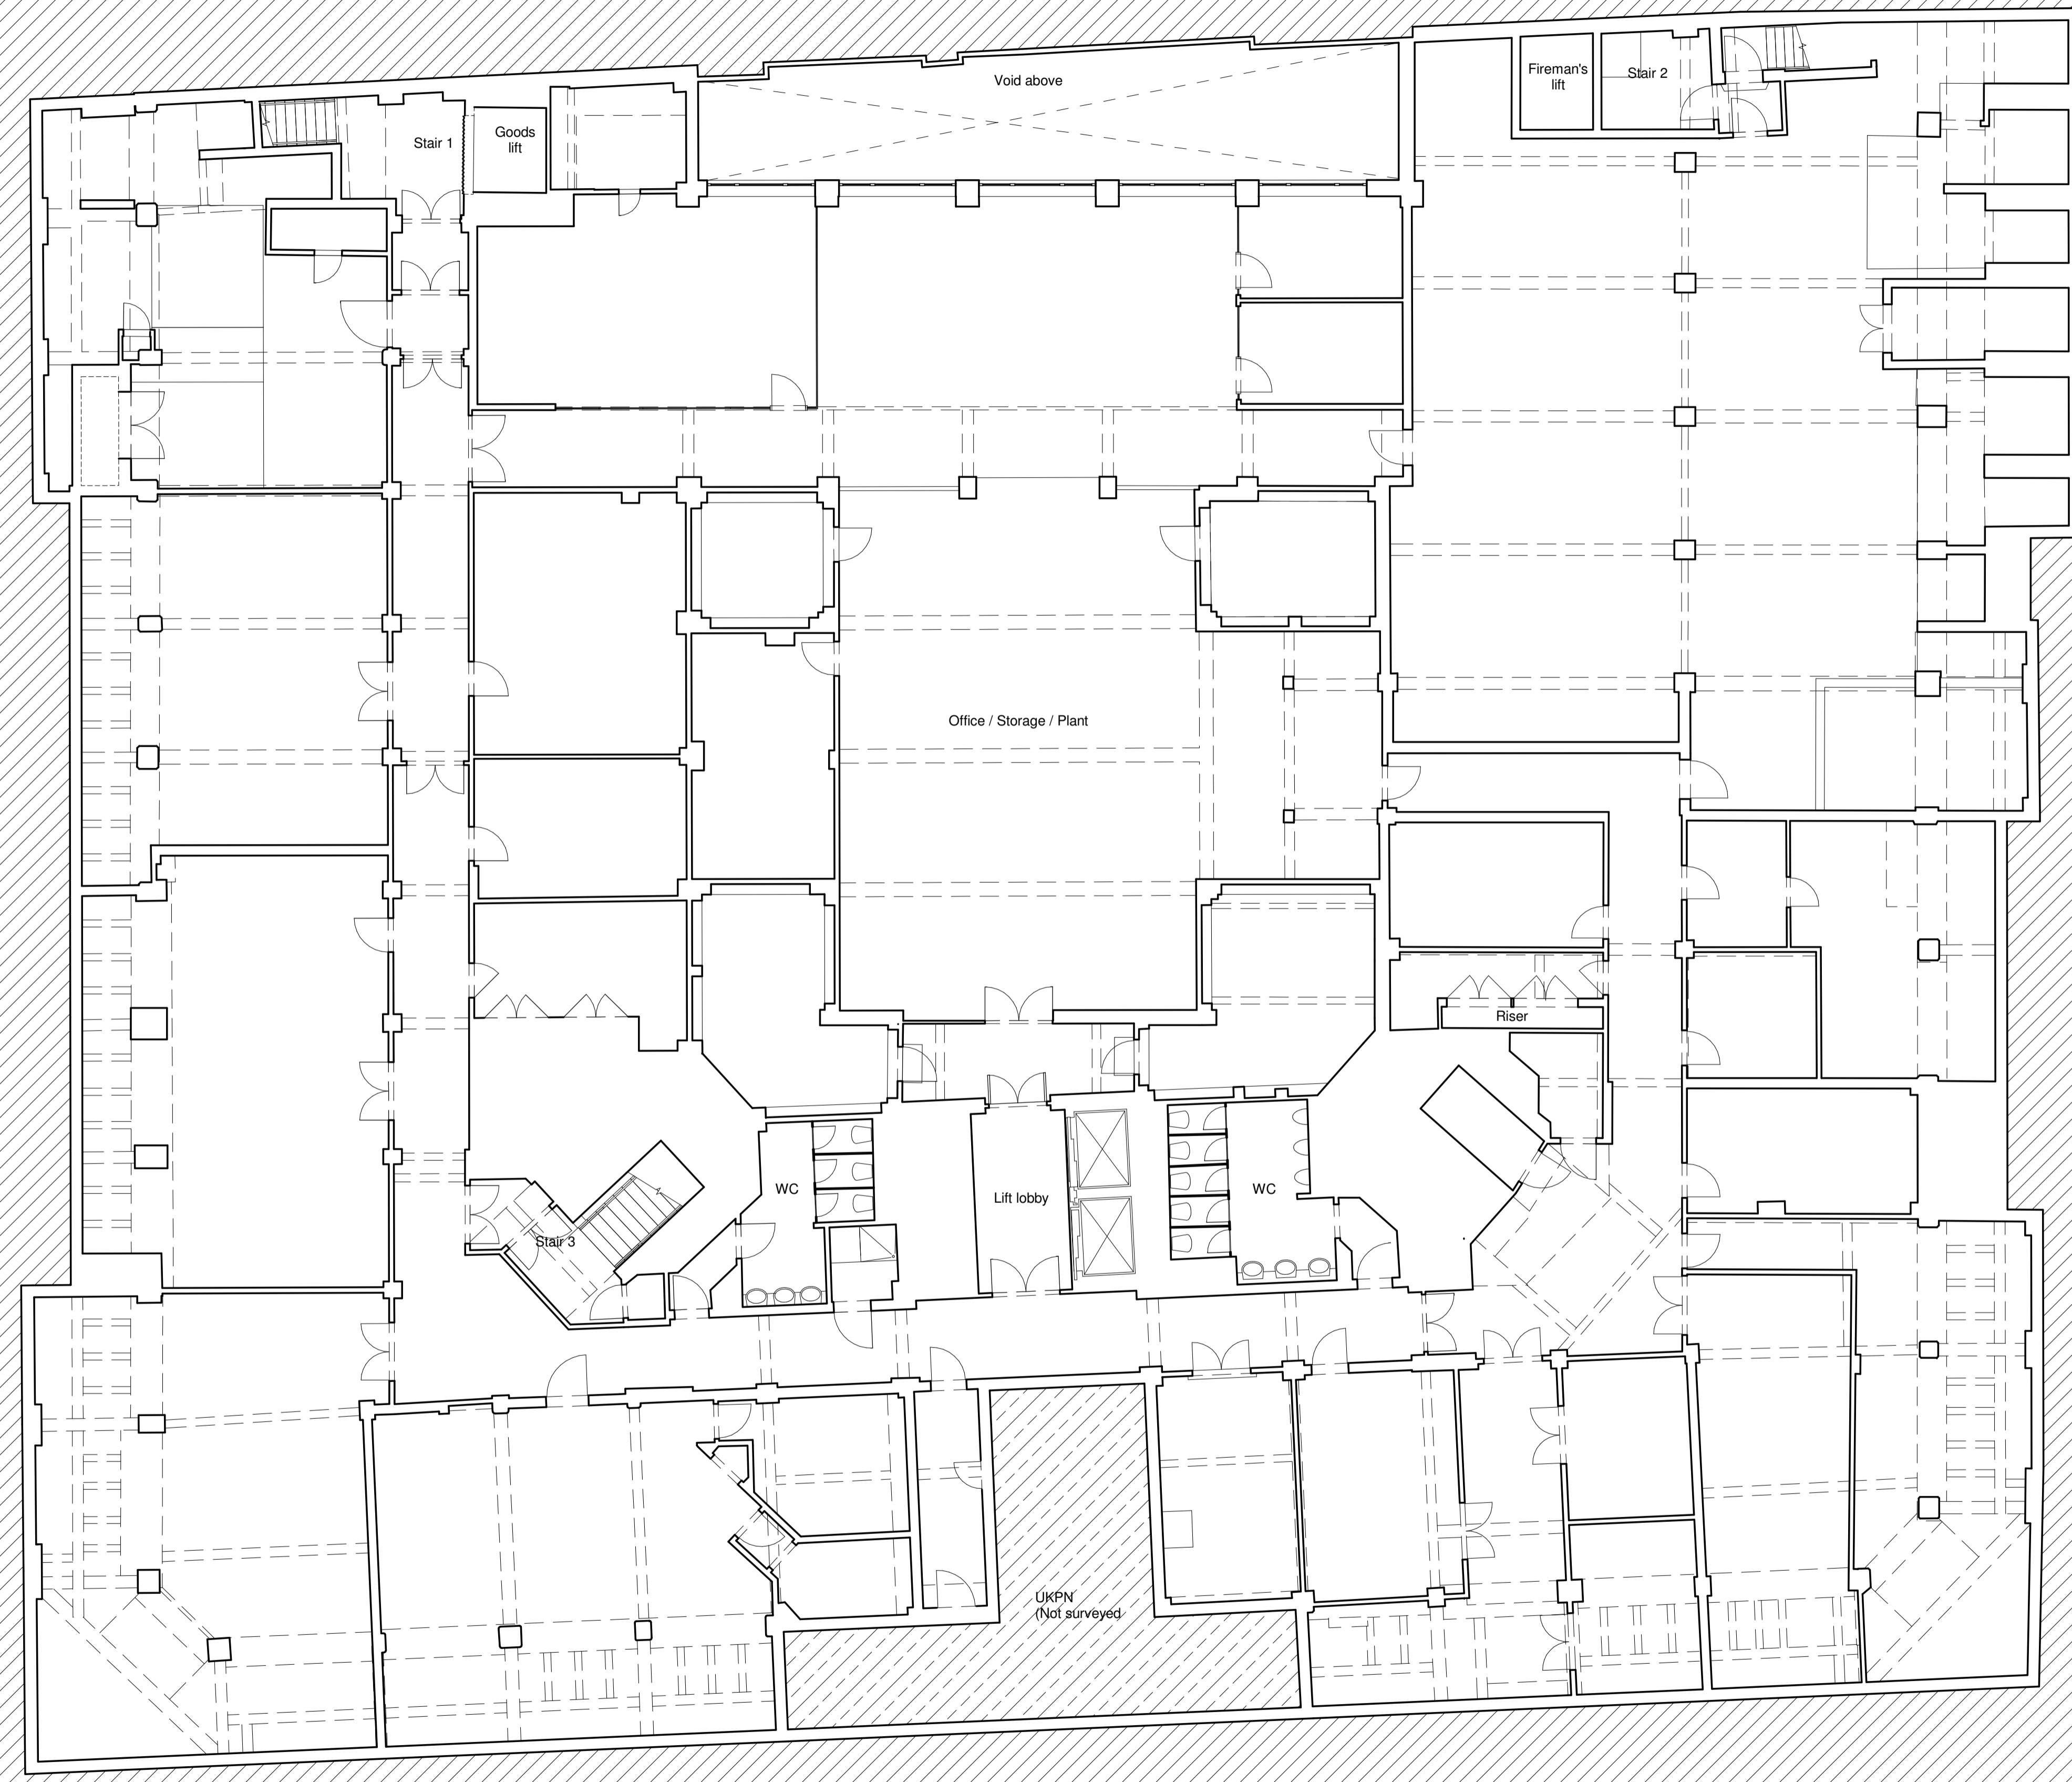 Void above
Fireman's
lift
Stair 2
Stair 1
Goods
lift
Office / Storage / Plant
Riser
WC
Lift lobby
WC
Stair 3
UKPN
(Not surveyed